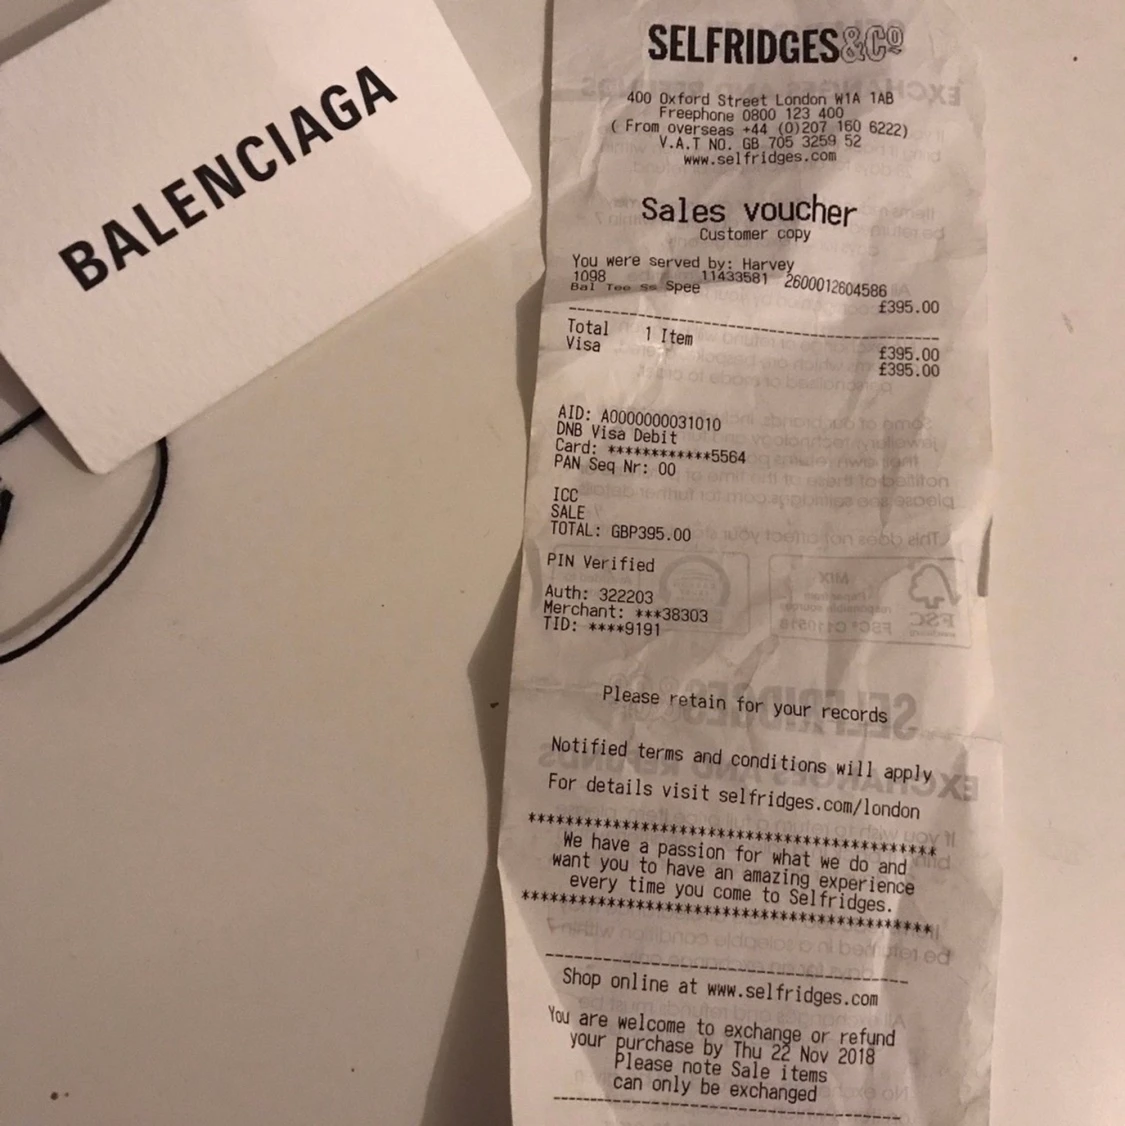 BALENCIAGA
SELFRIDGES&Cº
400 Oxford Street London W1A 1AB
Freephone 0800 123 400
( From overseas +44 (0)207 160 6222)
V.A.T NO. GB 705 3259 52
www.selfridges.com
Sales voucher
Customer copy
You were served by: Harvey
1098 11433581 2600012604586
Bal Tee Ss Spee £395.00
Total 1 Item £395.00
Visa £395.00
AID: A0000000031010
DNB Visa Debit
Card: ************5564
PAN Seq Nr: 00
ICC
SALE
TOTAL: GBP395.00
PIN Verified
Auth: 322203
Merchant: ***38303
TID: ****9191
Please retain for your records
Notified terms and conditions will apply
For details visit selfridges.com/london
******************************************
We have a passion for what we do and
want you to have an amazing experience
every time you come to Selfridges.
******************************************
Shop online at www.selfridges.com
You are welcome to exchange or refund
your purchase by Thu 22 Nov 2018
Please note Sale items
can only be exchanged